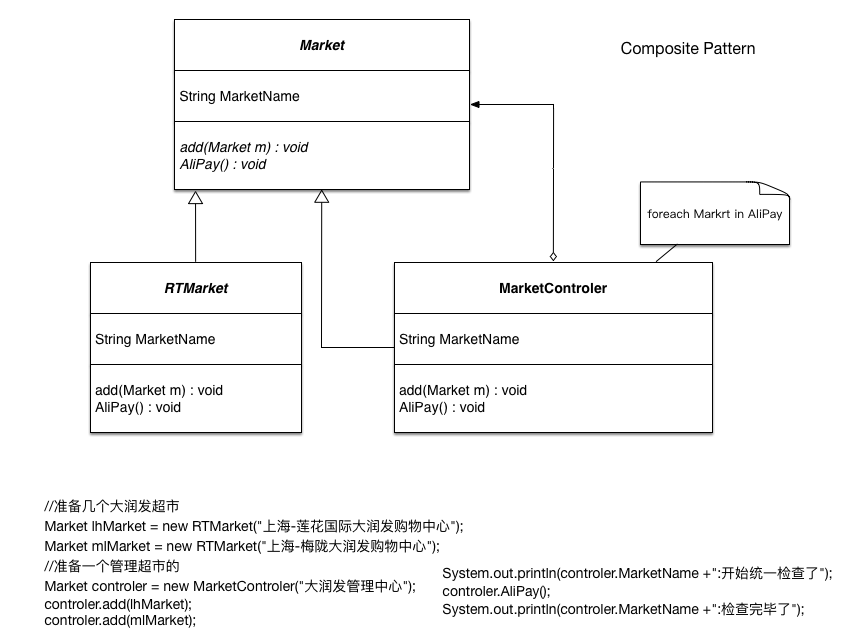 Market
Composite Pattern
String MarketName
add(Market m) : void
AliPay() : void
foreach Markrt in AliPay
RTMarket
MarketControler
String MarketName
String MarketName
add(Market m) : void
AliPay() : void
add(Market m) : void
AliPay() : void
//准备几个大润发超市
Market lhMarket = new RTMarket("上海-莲花国际大润发购物中心");
Market mlMarket = new RTMarket("上海-梅陇大润发购物中心");
//准备一个管理超市的
Market controler = new MarketControler("大润发管理中心");
controler.add(lhMarket);
controler.add(mlMarket);
System.out.println(controler.MarketName +":开始统一检查了");
controler.AliPay();
System.out.println(controler.MarketName +":检查完毕了");